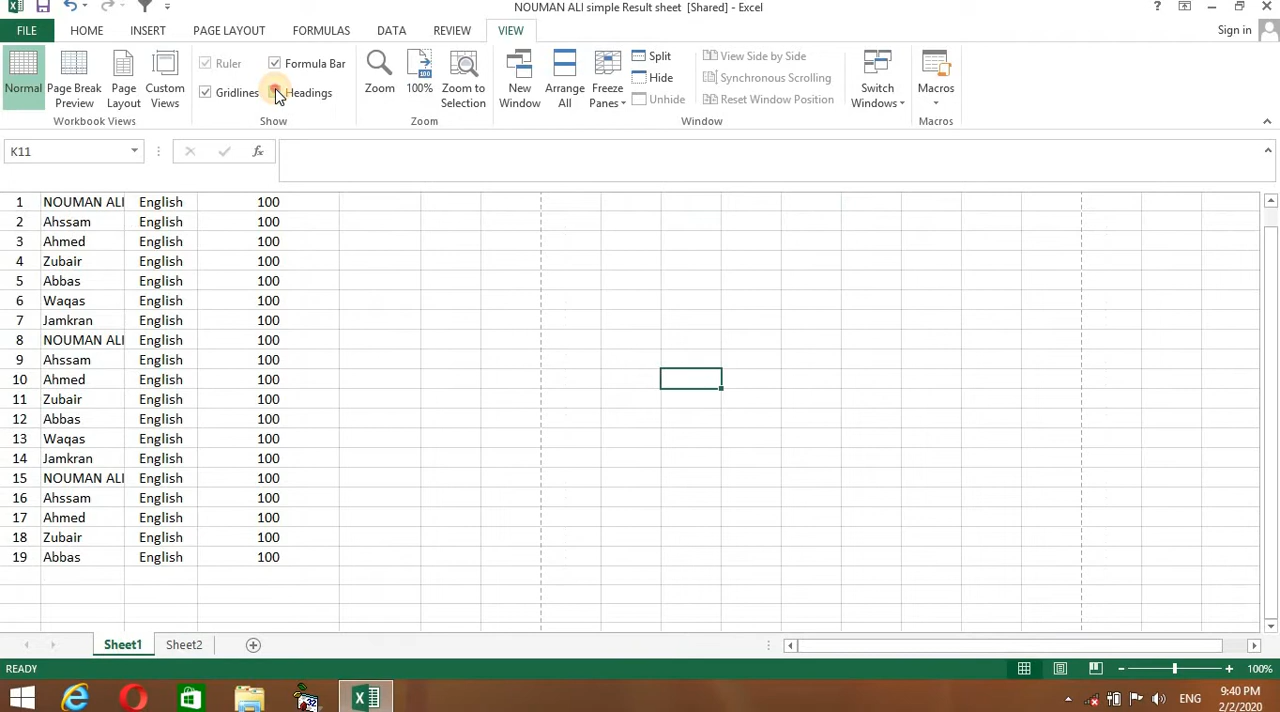 NOUMAN ALI simple Result sheet [Shared] - Excel
FILE HOME INSERT PAGE LAYOUT FORMULAS DATA REVIEW VIEW Sign in
Normal Page Break Preview Page Layout Custom Views
Workbook Views
Ruler Formula Bar
Gridlines Headings
Show
Zoom 100% Zoom to Selection
Zoom
New Window Arrange All Freeze Panes
Split
Hide
Unhide
View Side by Side
Synchronous Scrolling
Reset Window Position
Switch Windows
Window
Macros
Macros
K11 fx
1 NOUMAN ALI English 100
2 Ahssam English 100
3 Ahmed English 100
4 Zubair English 100
5 Abbas English 100
6 Waqas English 100
7 Jamkran English 100
8 NOUMAN ALI English 100
9 Ahssam English 100
10 Ahmed English 100
11 Zubair English 100
12 Abbas English 100
13 Waqas English 100
14 Jamkran English 100
15 NOUMAN ALI English 100
16 Ahssam English 100
17 Ahmed English 100
18 Zubair English 100
19 Abbas English 100
Sheet1 Sheet2
READY 100%
ENG 9:40 PM
2/2/2020